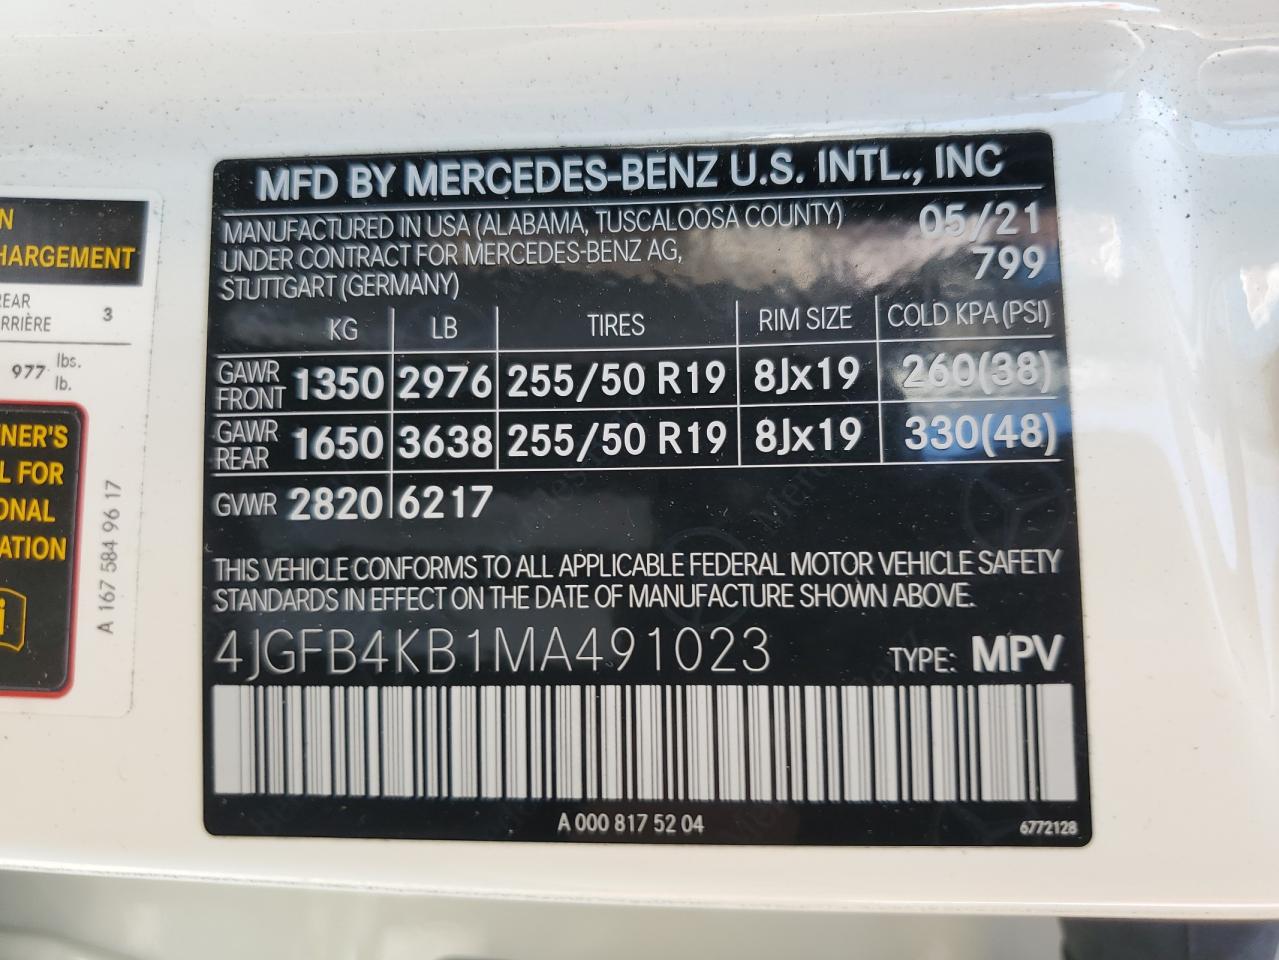 N
HARGEMENT
REAR
RRIÈRE 3
977 lbs.
lb.
NER'S
L FOR
ONAL
ATION
A 167 584 96 17
MFD BY MERCEDES-BENZ U.S. INTL., INC
MANUFACTURED IN USA (ALABAMA, TUSCALOOSA COUNTY) 05/21
UNDER CONTRACT FOR MERCEDES-BENZ AG, 799
STUTTGART (GERMANY)
KG LB TIRES RIM SIZE COLD KPA (PSI)
GAWR FRONT 1350 2976 255/50 R19 8Jx19 260(38)
GAWR REAR 1650 3638 255/50 R19 8Jx19 330(48)
GVWR 2820 6217
THIS VEHICLE CONFORMS TO ALL APPLICABLE FEDERAL MOTOR VEHICLE SAFETY
STANDARDS IN EFFECT ON THE DATE OF MANUFACTURE SHOWN ABOVE.
4JGFB4KB1MA491023 TYPE: MPV
A 000 817 52 04 6772128